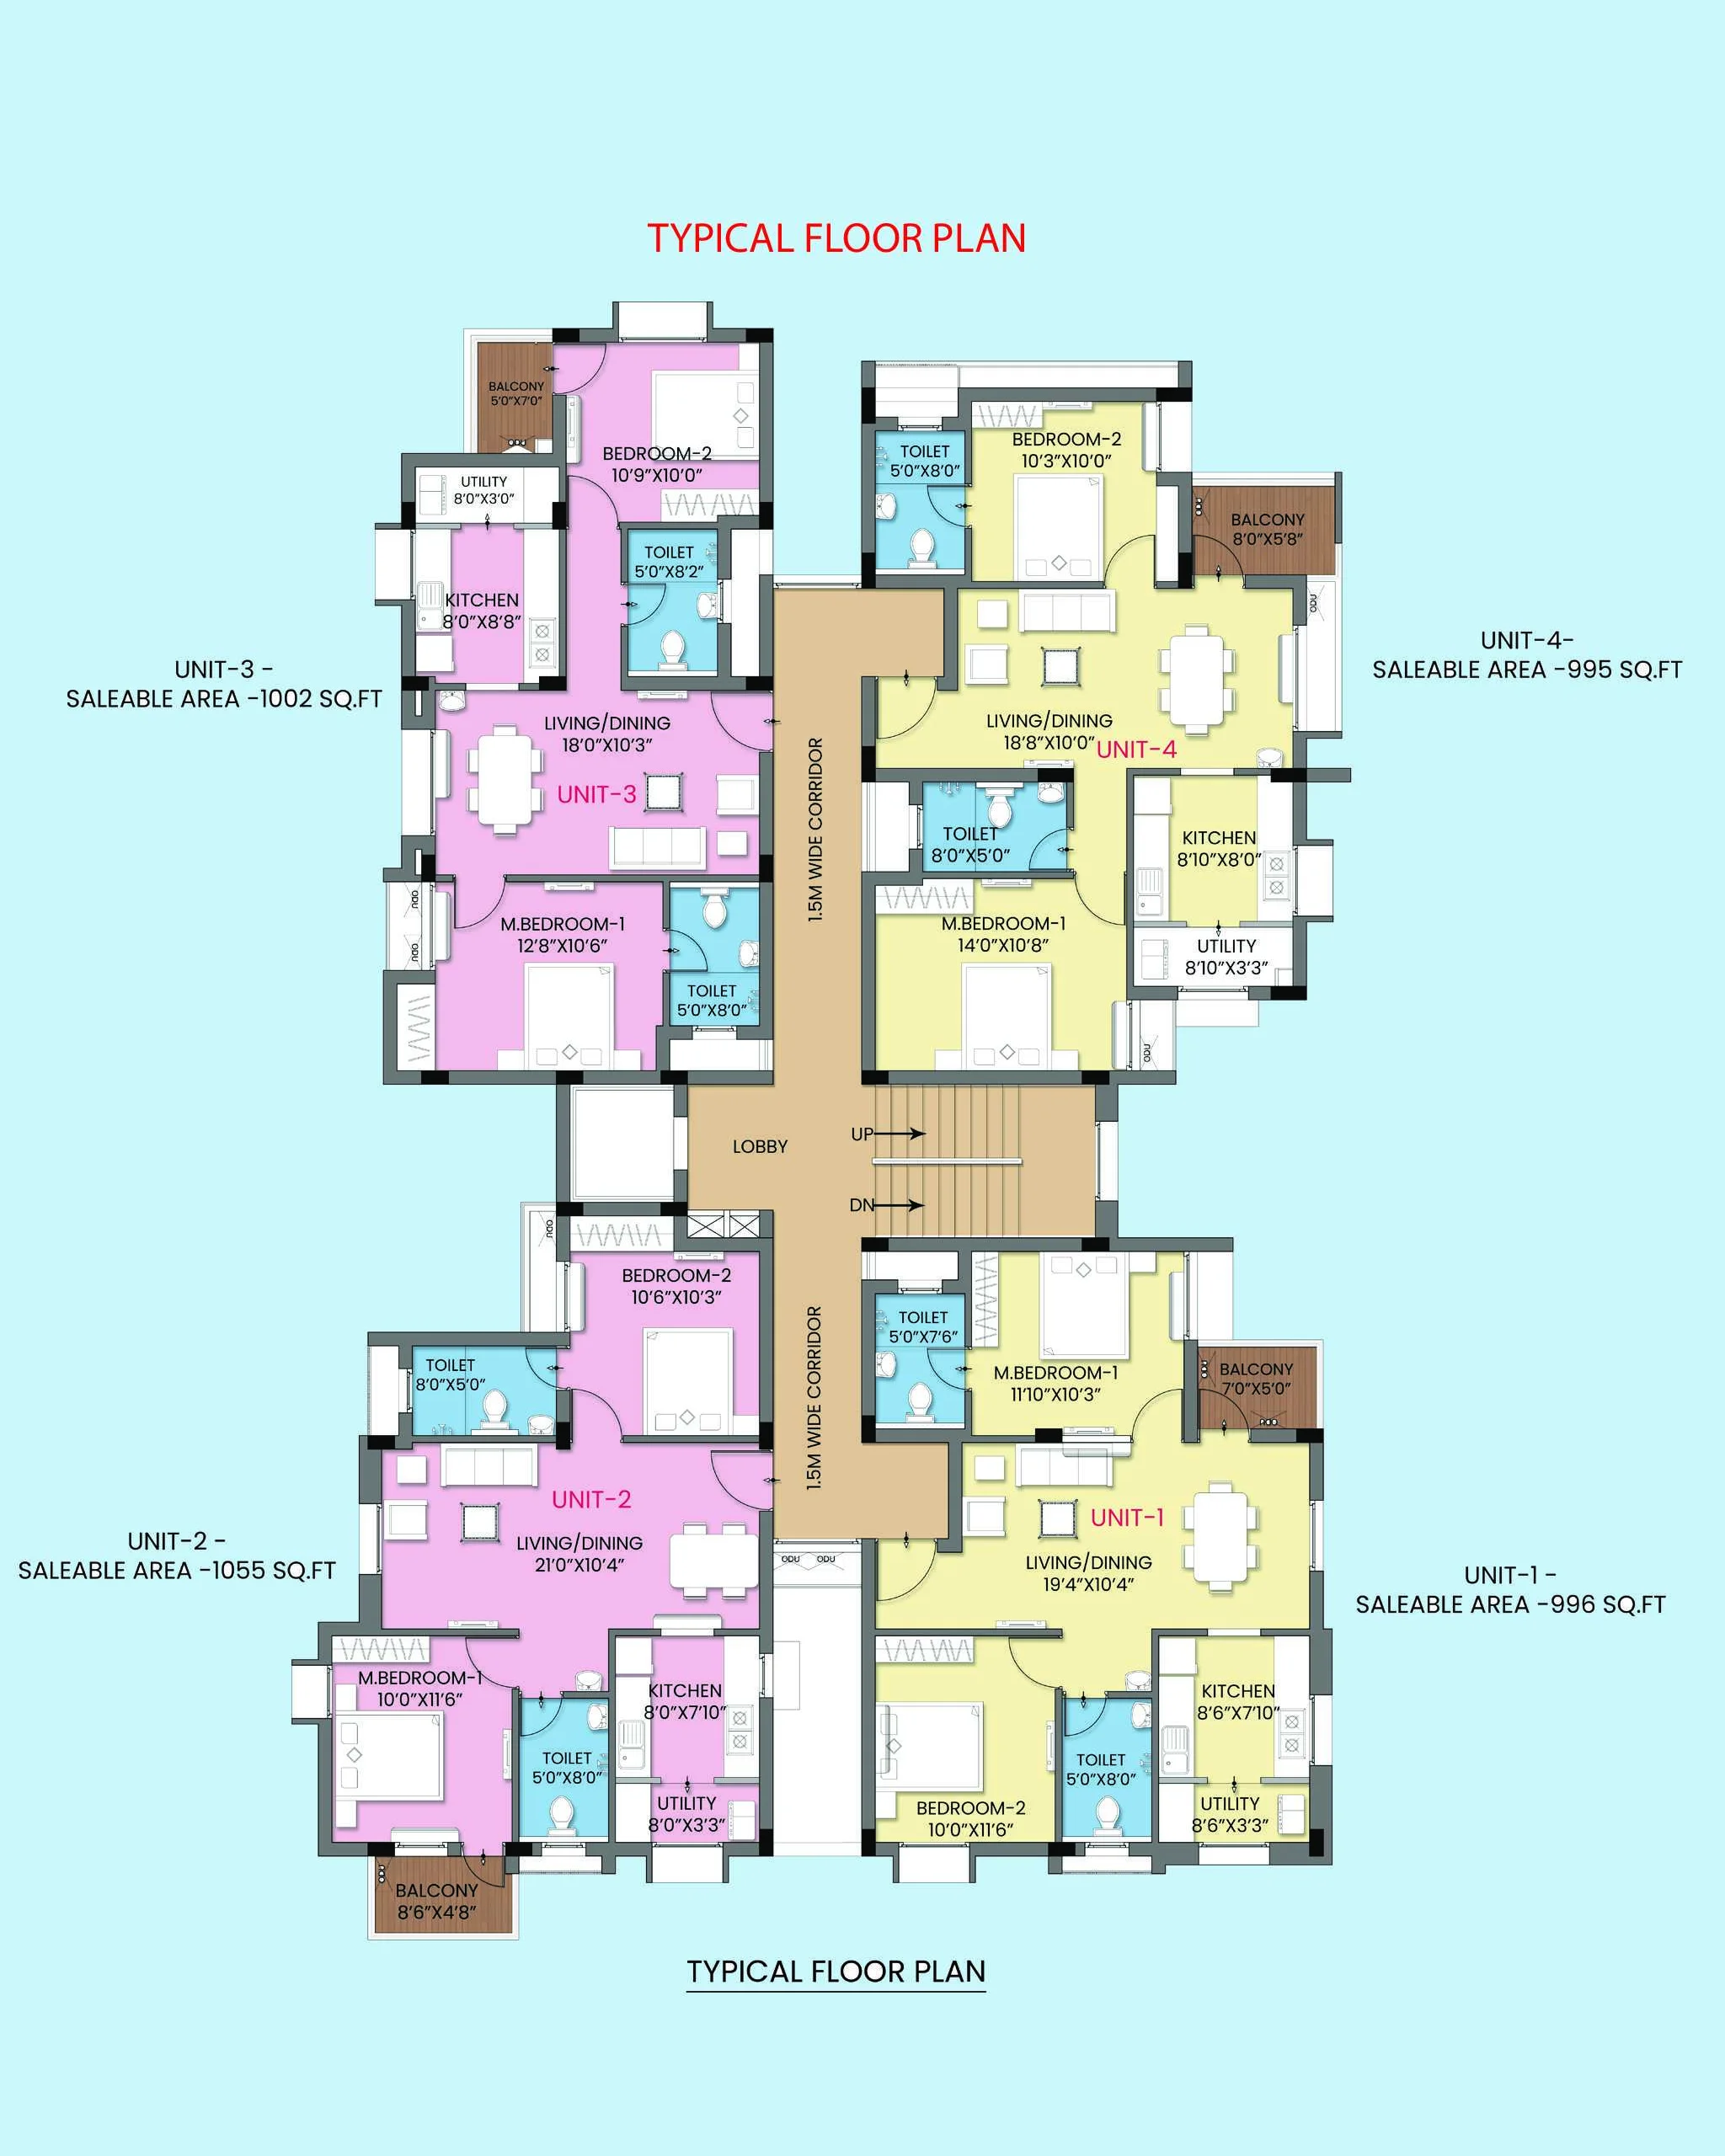 TYPICAL FLOOR PLAN
BALCONY
5'0"X7'0"
BEDROOM-2
10'9"X10'0"
UTILITY
8'0"X3'0"
TOILET
5'0"X8'2"
KITCHEN
8'0"X8'8"
UNIT-3 -
SALEABLE AREA -1002 SQ.FT
LIVING/DINING
18'0"X10'3"
UNIT-3
ODU
ODU
M.BEDROOM-1
12'8"X10'6"
TOILET
5'0"X8'0"
1.5M WIDE CORRIDOR
TOILET
5'0"X8'0"
BEDROOM-2
10'3"X10'0"
BALCONY
8'0"X5'8"
ODU
UNIT-4-
SALEABLE AREA -995 SQ.FT
LIVING/DINING
18'8"X10'0"
UNIT-4
TOILET
8'0"X5'0"
KITCHEN
8'10"X8'0"
M.BEDROOM-1
14'0"X10'8"
UTILITY
8'10"X3'3"
ODU
LOBBY
UP
DN
ODU
BEDROOM-2
10'6"X10'3"
TOILET
8'0"X5'0"
UNIT-2
LIVING/DINING
21'0"X10'4"
UNIT-2 -
SALEABLE AREA -1055 SQ.FT
M.BEDROOM-1
10'0"X11'6"
TOILET
5'0"X8'0"
KITCHEN
8'0"X7'10"
UTILITY
8'0"X3'3"
BALCONY
8'6"X4'8"
1.5M WIDE CORRIDOR
ODU ODU
TOILET
5'0"X7'6"
M.BEDROOM-1
11'10"X10'3"
BALCONY
7'0"X5'0"
UNIT-1
LIVING/DINING
19'4"X10'4"
UNIT-1 -
SALEABLE AREA -996 SQ.FT
BEDROOM-2
10'0"X11'6"
TOILET
5'0"X8'0"
KITCHEN
8'6"X7'10"
UTILITY
8'6"X3'3"
TYPICAL FLOOR PLAN